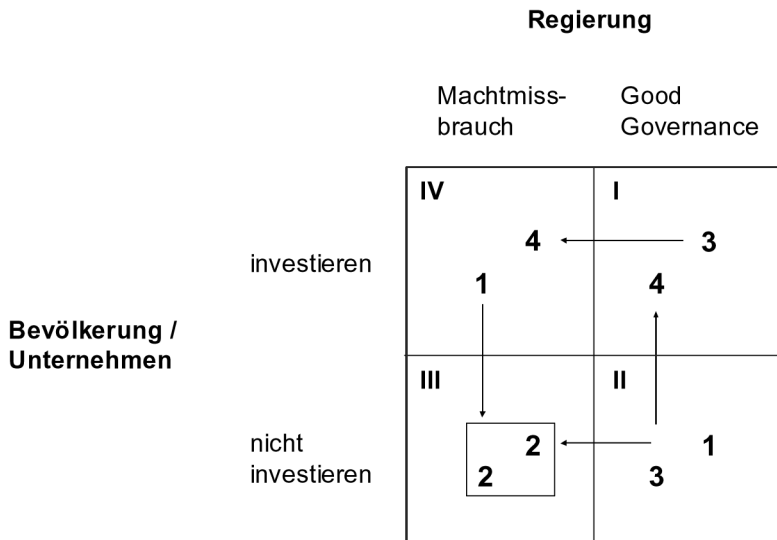 Regierung
Machtmiss-
brauch
Good
Governance
IV
I
investieren
4
3
1
4
Bevölkerung /
Unternehmen
III
II
nicht
investieren
2
1
2
3